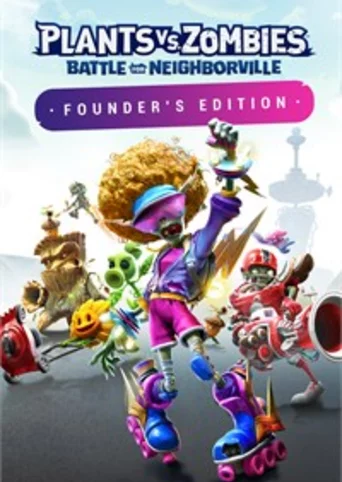 PLANTS VS. ZOMBIES
BATTLE FOR NEIGHBORVILLE
· FOUNDER'S EDITION ·